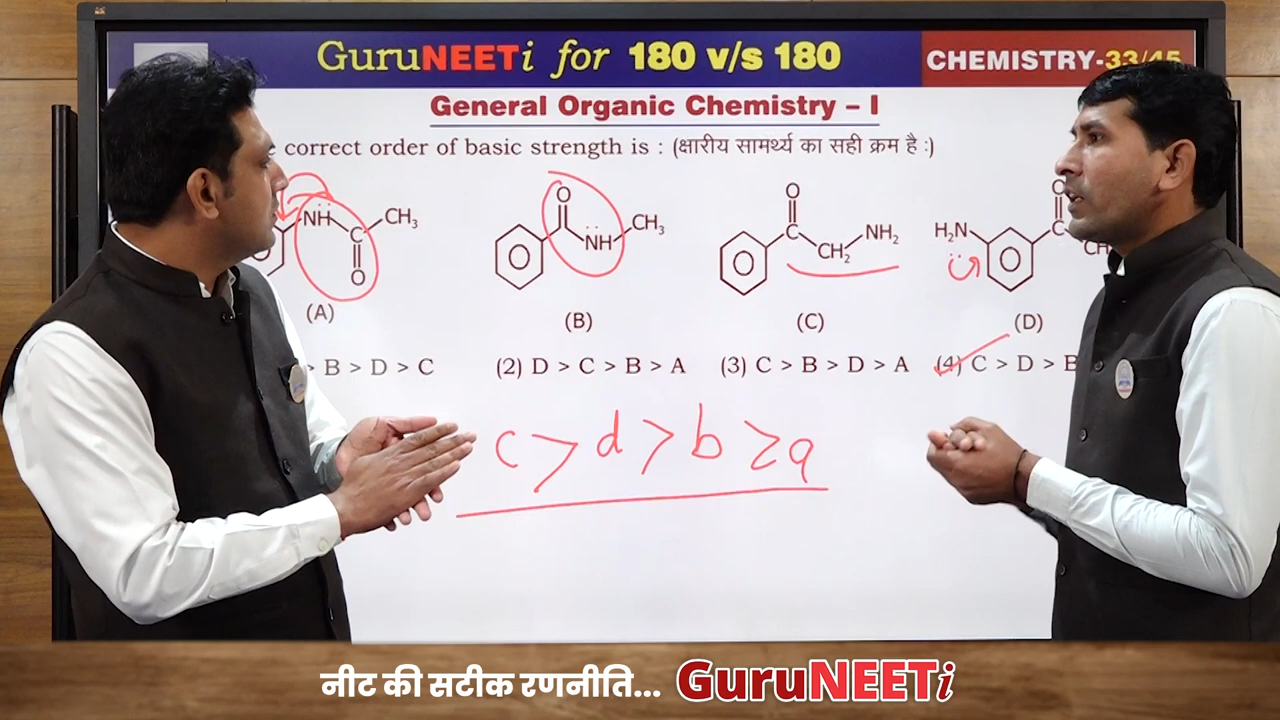 GuruNEETi for 180 v/s 180
CHEMISTRY-33/45
General Organic Chemistry – I
correct order of basic strength is : (क्षारीय सामर्थ्य का सही क्रम है :)
NH C CH₃ O
O NH CH₃
O C CH₂ NH₂
H₂N C O
(A) (B) (C) (D)
> B > D > C (2) D > C > B > A (3) C > B > D > A (4) C > D > B
c > d > b > a
नीट की सटीक रणनीति... GuruNEETi